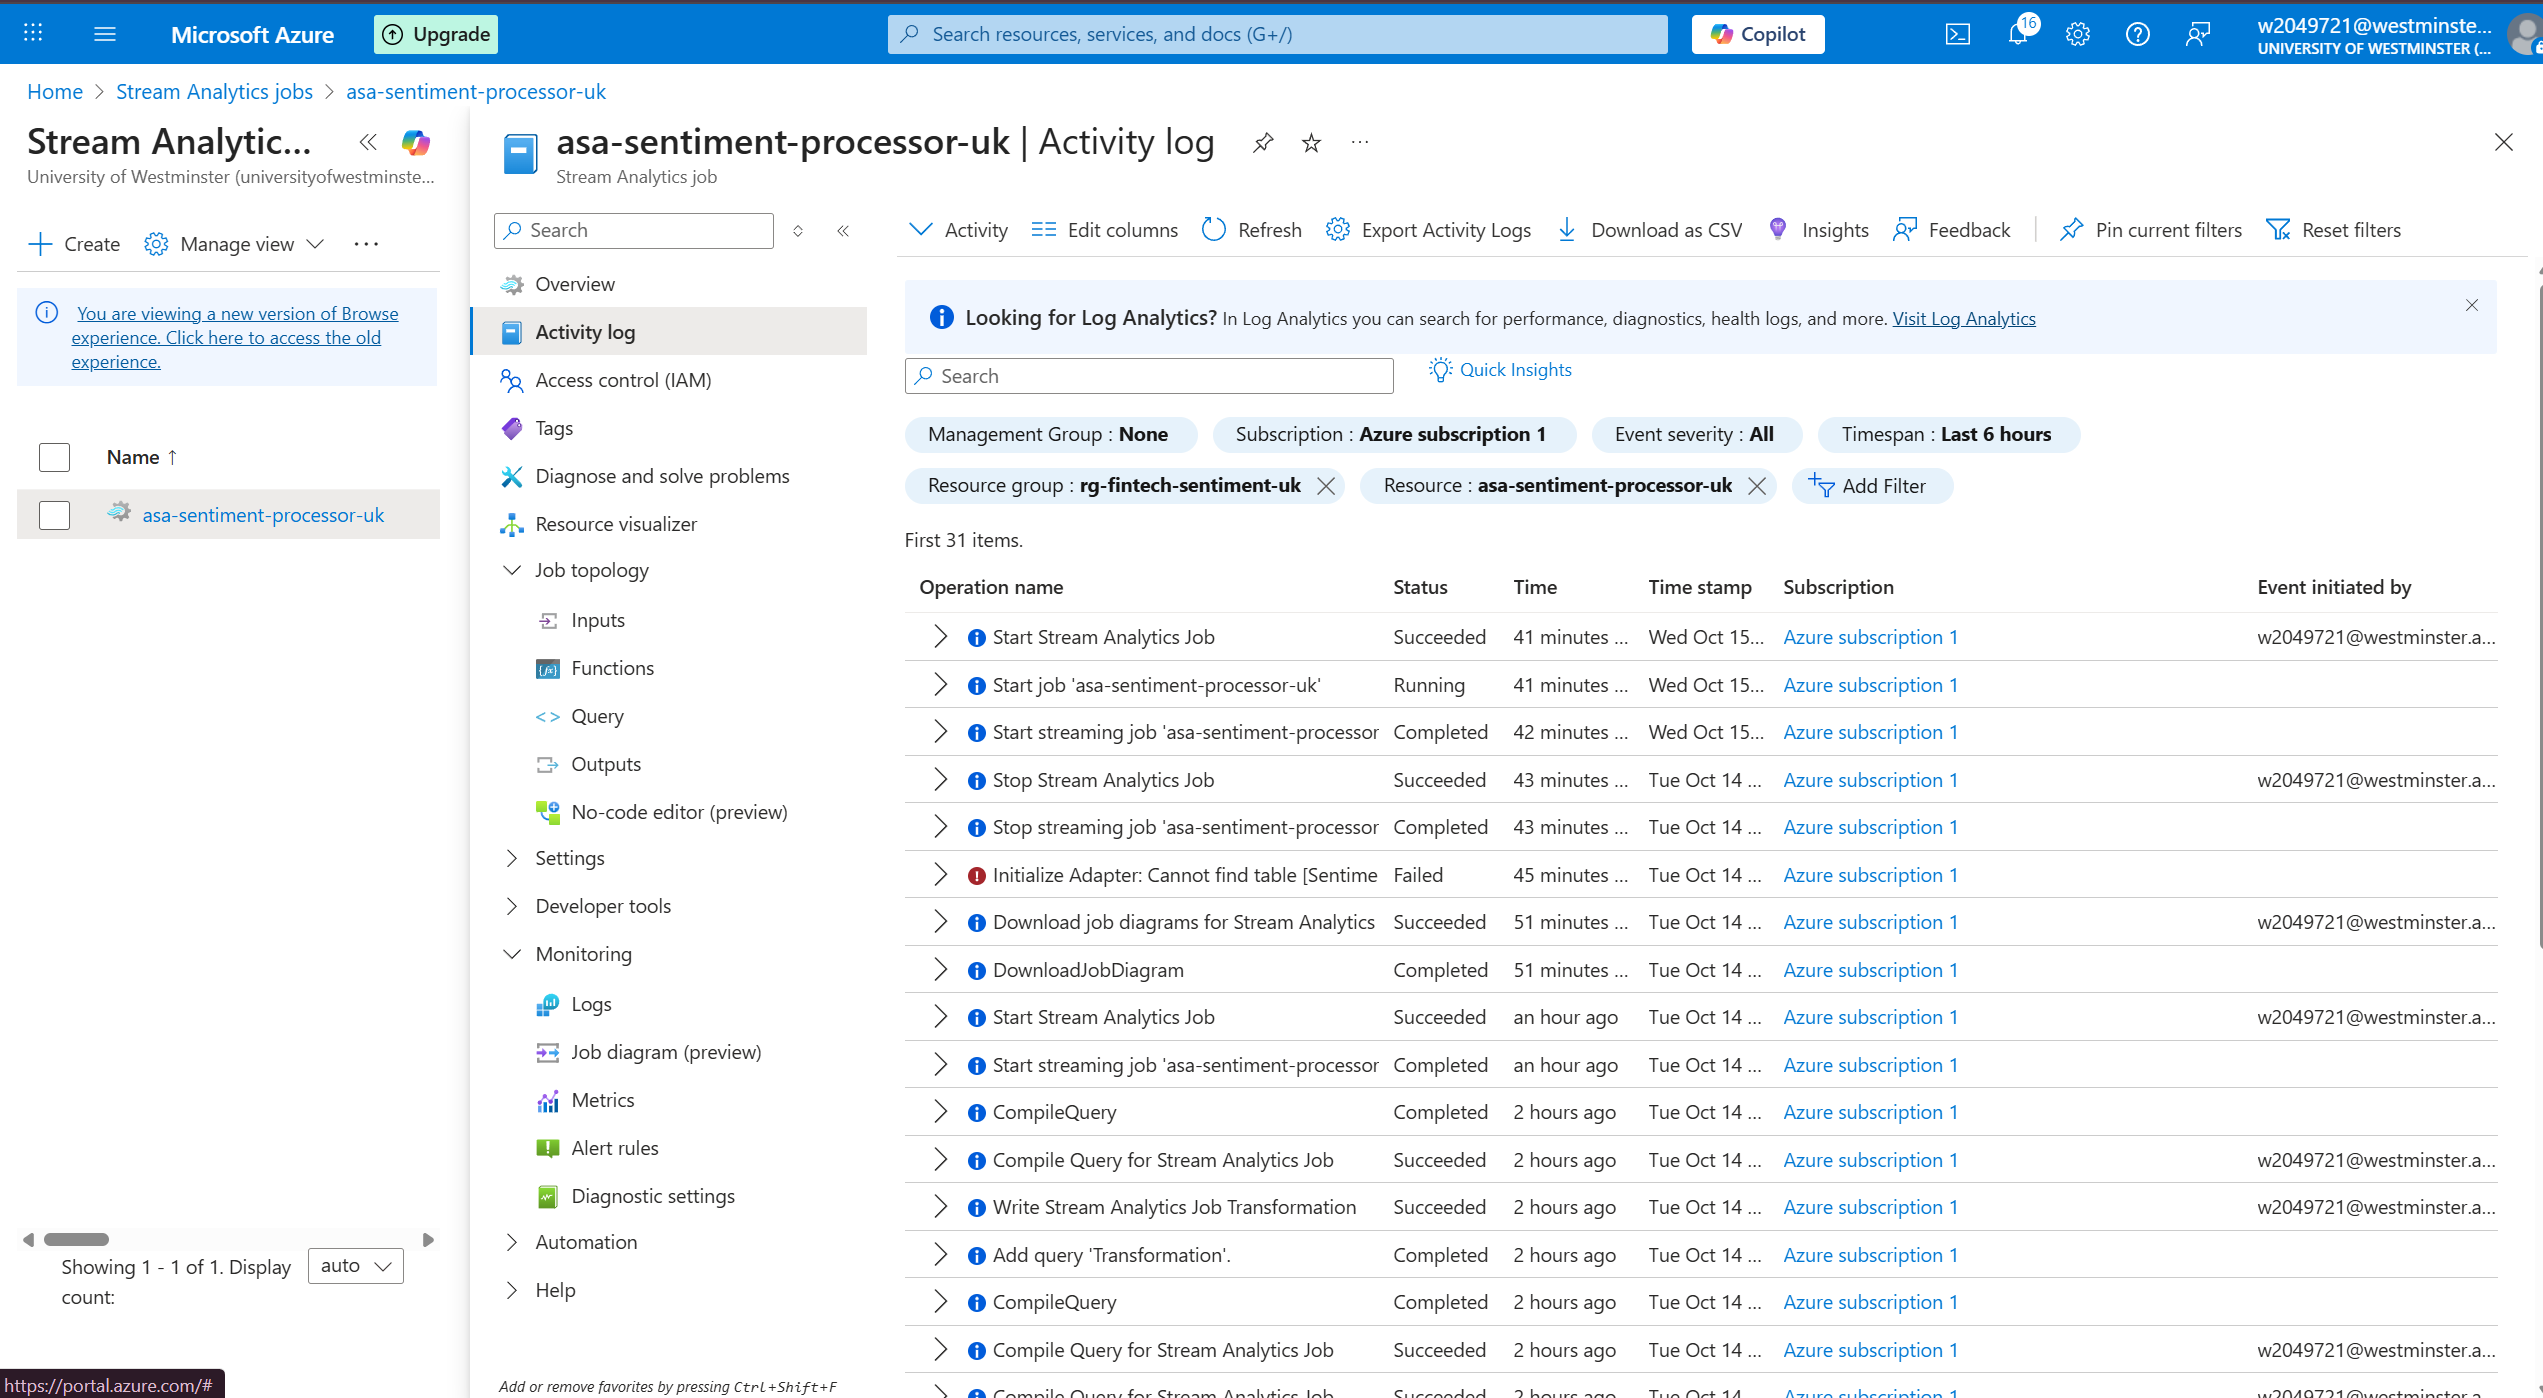 Microsoft Azure
Upgrade
Search resources, services, and docs (G+/)
Copilot
16
w2049721@westminste...
UNIVERSITY OF WESTMINSTER (...
Home > Stream Analytics jobs > asa-sentiment-processor-uk
Stream Analytic...
University of Westminster (universityofwestminste...
Create
Manage view
You are viewing a new version of Browse
experience. Click here to access the old
experience.
Name ↑
asa-sentiment-processor-uk
Showing 1 - 1 of 1. Display
count:
auto
https://portal.azure.com/#
asa-sentiment-processor-uk | Activity log
Stream Analytics job
Search
Overview
Activity log
Access control (IAM)
Tags
Diagnose and solve problems
Resource visualizer
Job topology
Inputs
Functions
Query
Outputs
No-code editor (preview)
Settings
Developer tools
Monitoring
Logs
Job diagram (preview)
Metrics
Alert rules
Diagnostic settings
Automation
Help
Add or remove favorites by pressing Ctrl+Shift+F
Activity
Edit columns
Refresh
Export Activity Logs
Download as CSV
Insights
Feedback
Pin current filters
Reset filters
Looking for Log Analytics? In Log Analytics you can search for performance, diagnostics, health logs, and more. Visit Log Analytics
Search
Quick Insights
Management Group : None
Subscription : Azure subscription 1
Event severity : All
Timespan : Last 6 hours
Resource group : rg-fintech-sentiment-uk
Resource : asa-sentiment-processor-uk
Add Filter
First 31 items.
Operation name Status Time Time stamp Subscription Event initiated by
Start Stream Analytics Job Succeeded 41 minutes ... Wed Oct 15... Azure subscription 1 w2049721@westminster.a...
Start job 'asa-sentiment-processor-uk' Running 41 minutes ... Wed Oct 15... Azure subscription 1
Start streaming job 'asa-sentiment-processor Completed 42 minutes ... Wed Oct 15... Azure subscription 1
Stop Stream Analytics Job Succeeded 43 minutes ... Tue Oct 14 ... Azure subscription 1 w2049721@westminster.a...
Stop streaming job 'asa-sentiment-processor Completed 43 minutes ... Tue Oct 14 ... Azure subscription 1
Initialize Adapter: Cannot find table [Sentime Failed 45 minutes ... Tue Oct 14 ... Azure subscription 1
Download job diagrams for Stream Analytics Succeeded 51 minutes ... Tue Oct 14 ... Azure subscription 1 w2049721@westminster.a...
DownloadJobDiagram Completed 51 minutes ... Tue Oct 14 ... Azure subscription 1
Start Stream Analytics Job Succeeded an hour ago Tue Oct 14 ... Azure subscription 1 w2049721@westminster.a...
Start streaming job 'asa-sentiment-processor Completed an hour ago Tue Oct 14 ... Azure subscription 1
CompileQuery Completed 2 hours ago Tue Oct 14 ... Azure subscription 1
Compile Query for Stream Analytics Job Succeeded 2 hours ago Tue Oct 14 ... Azure subscription 1 w2049721@westminster.a...
Write Stream Analytics Job Transformation Succeeded 2 hours ago Tue Oct 14 ... Azure subscription 1 w2049721@westminster.a...
Add query 'Transformation'. Completed 2 hours ago Tue Oct 14 ... Azure subscription 1
CompileQuery Completed 2 hours ago Tue Oct 14 ... Azure subscription 1
Compile Query for Stream Analytics Job Succeeded 2 hours ago Tue Oct 14 ... Azure subscription 1 w2049721@westminster.a...
Compile Query for Stream Analytics Job Succeeded 2 hours ago Tue Oct 14 ... Azure subscription 1 w2049721@westminster.a...